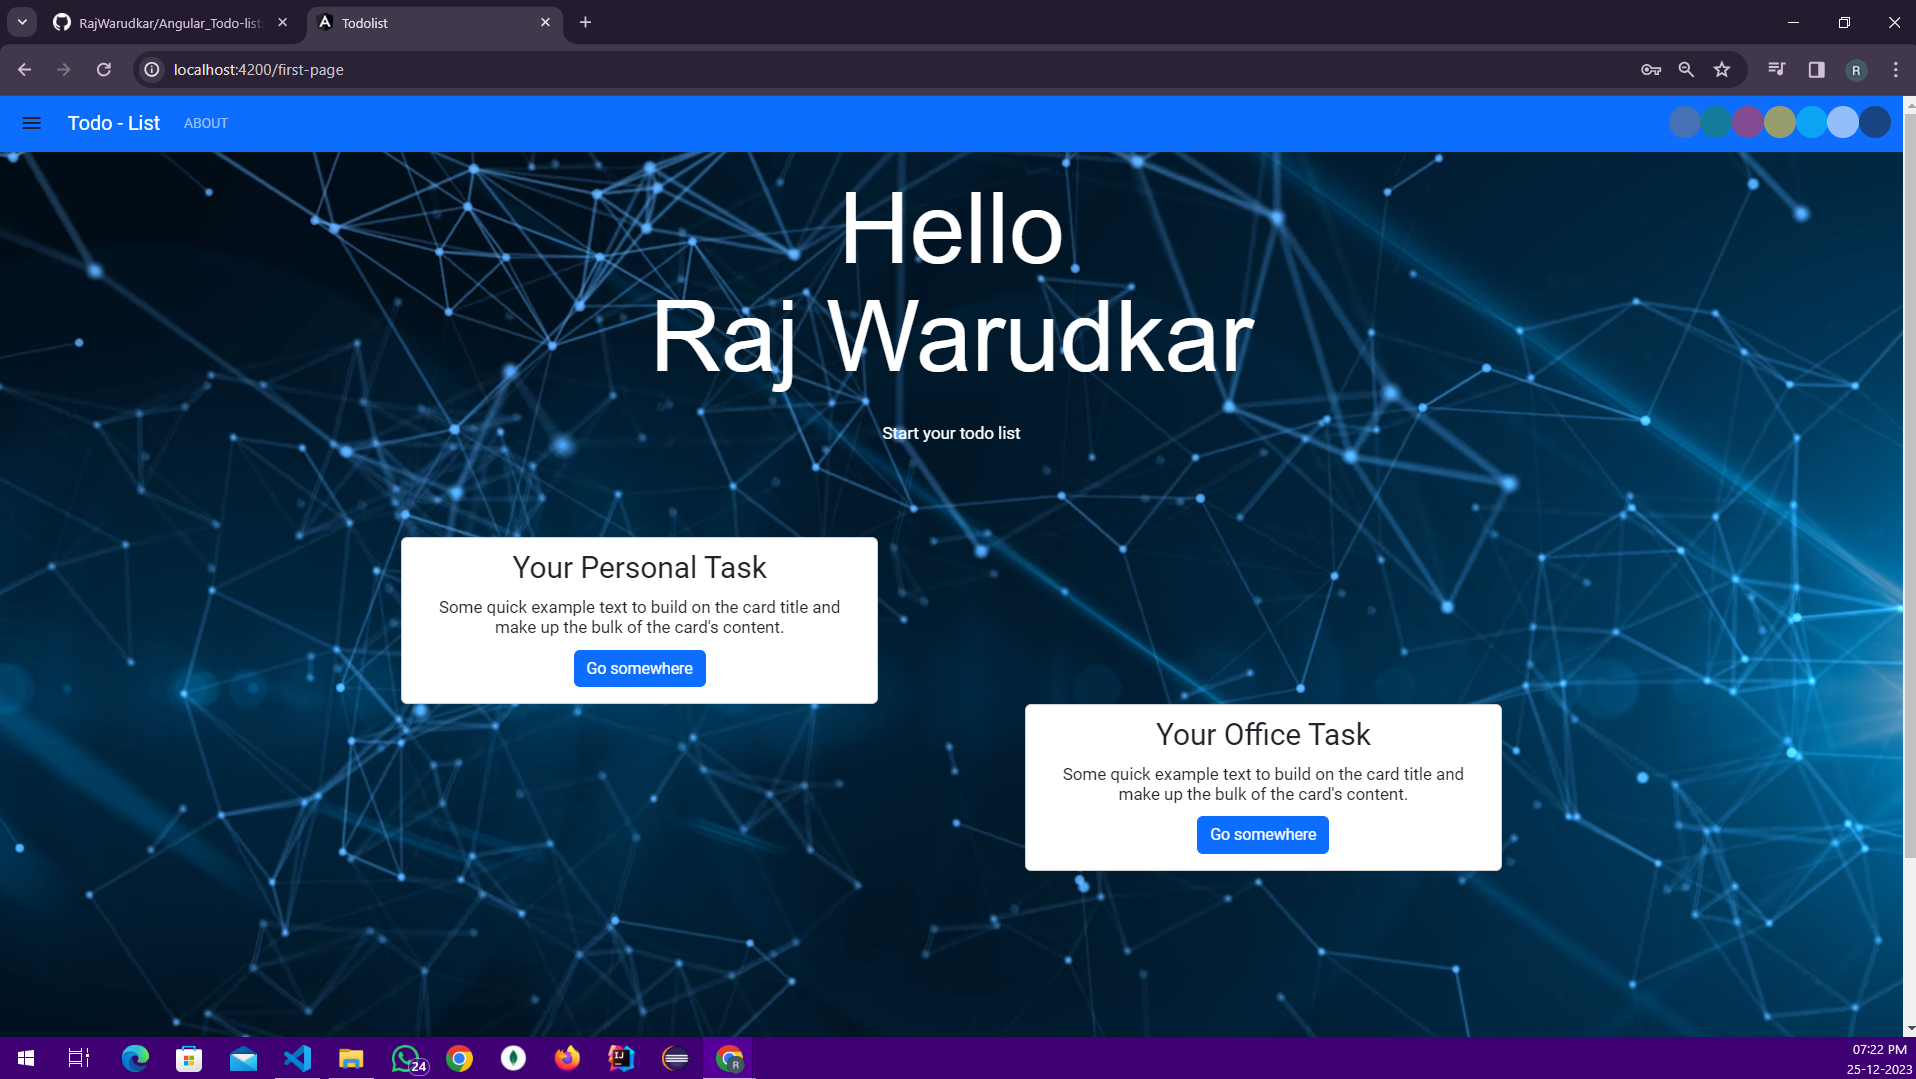 RajWarudkar/Angular_Todo-list
Todolist
localhost:4200/first-page
R
Todo - List
ABOUT
Hello
Raj Warudkar
Start your todo list
Your Personal Task
Some quick example text to build on the card title and
make up the bulk of the card's content.
Go somewhere
Your Office Task
Some quick example text to build on the card title and
make up the bulk of the card's content.
Go somewhere
24
IJ
R
07:22 PM
25-12-2023